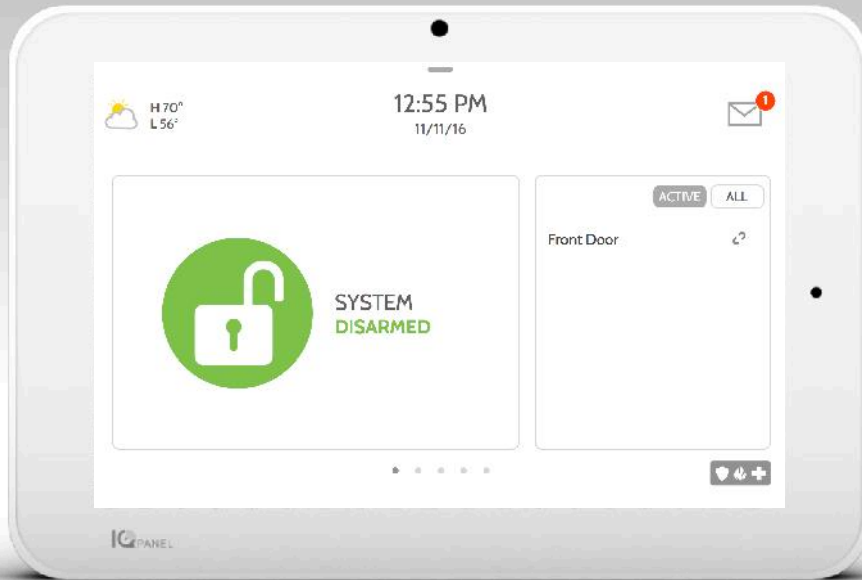 H 70°
L 56°
12:55 PM
11/11/16
1
ACTIVE
ALL
Front Door
SYSTEM
DISARMED
IQ PANEL